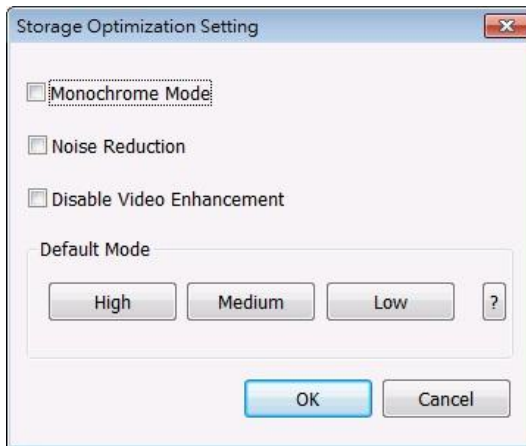 Storage Optimization Setting
Monochrome Mode
Noise Reduction
Disable Video Enhancement
Default Mode
High Medium Low ?
OK Cancel